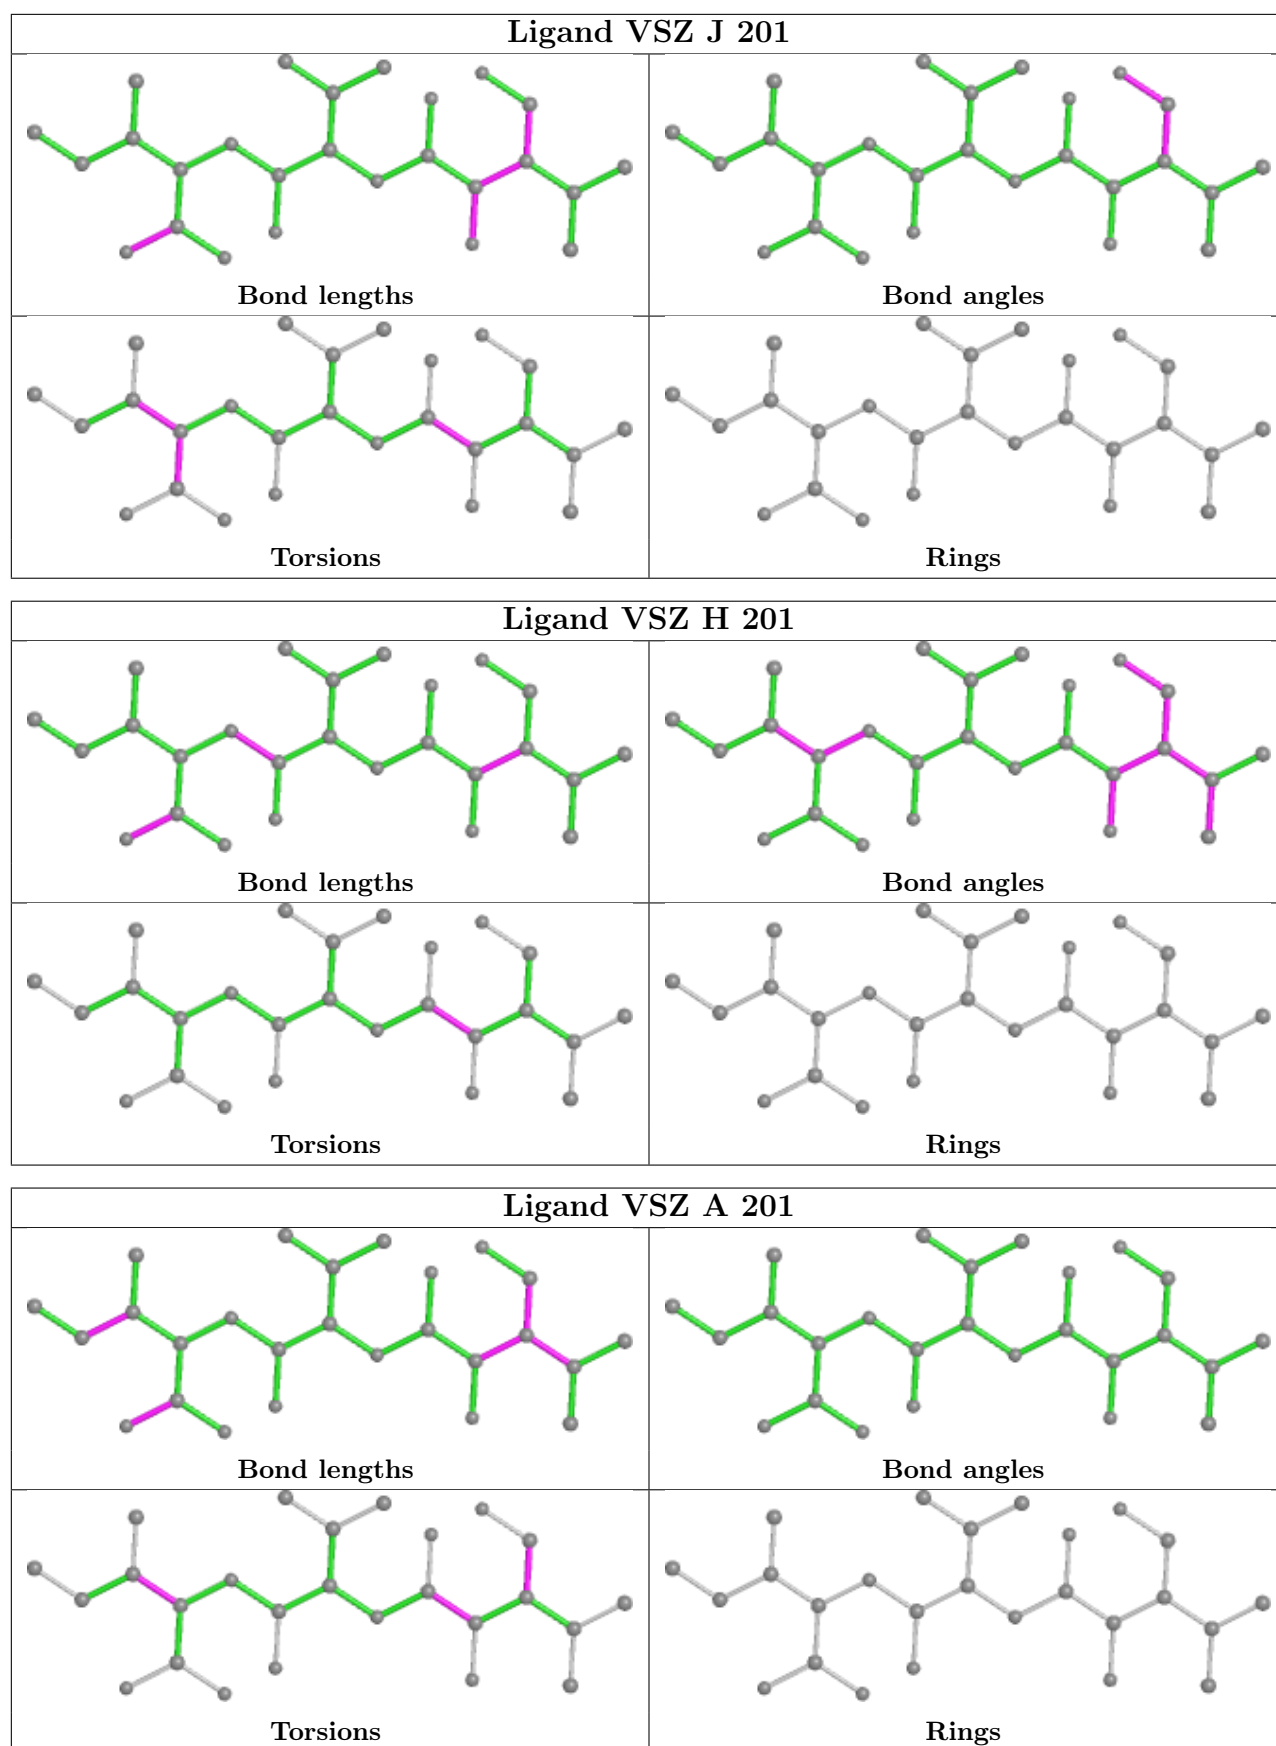 Ligand VSZ J 201
Bond lengths
Bond angles
Torsions
Rings
Ligand VSZ H 201
Bond lengths
Bond angles
Torsions
Rings
Ligand VSZ A 201
Bond lengths
Bond angles
Torsions
Rings